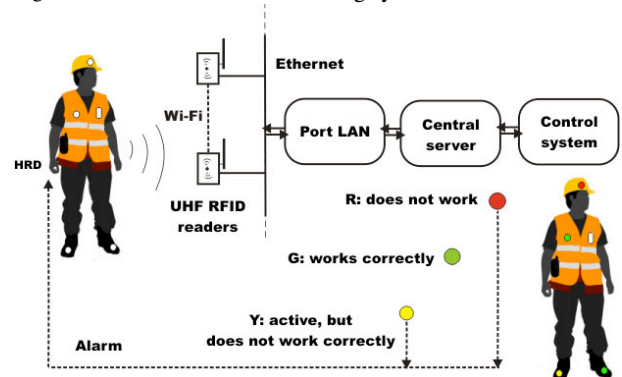 Ethernet
Wi-Fi
Port LAN
Central
server
Control
system
HRD
UHF RFID
readers
R: does not work
G: works correctly
Y: active, but
does not work correctly
Alarm